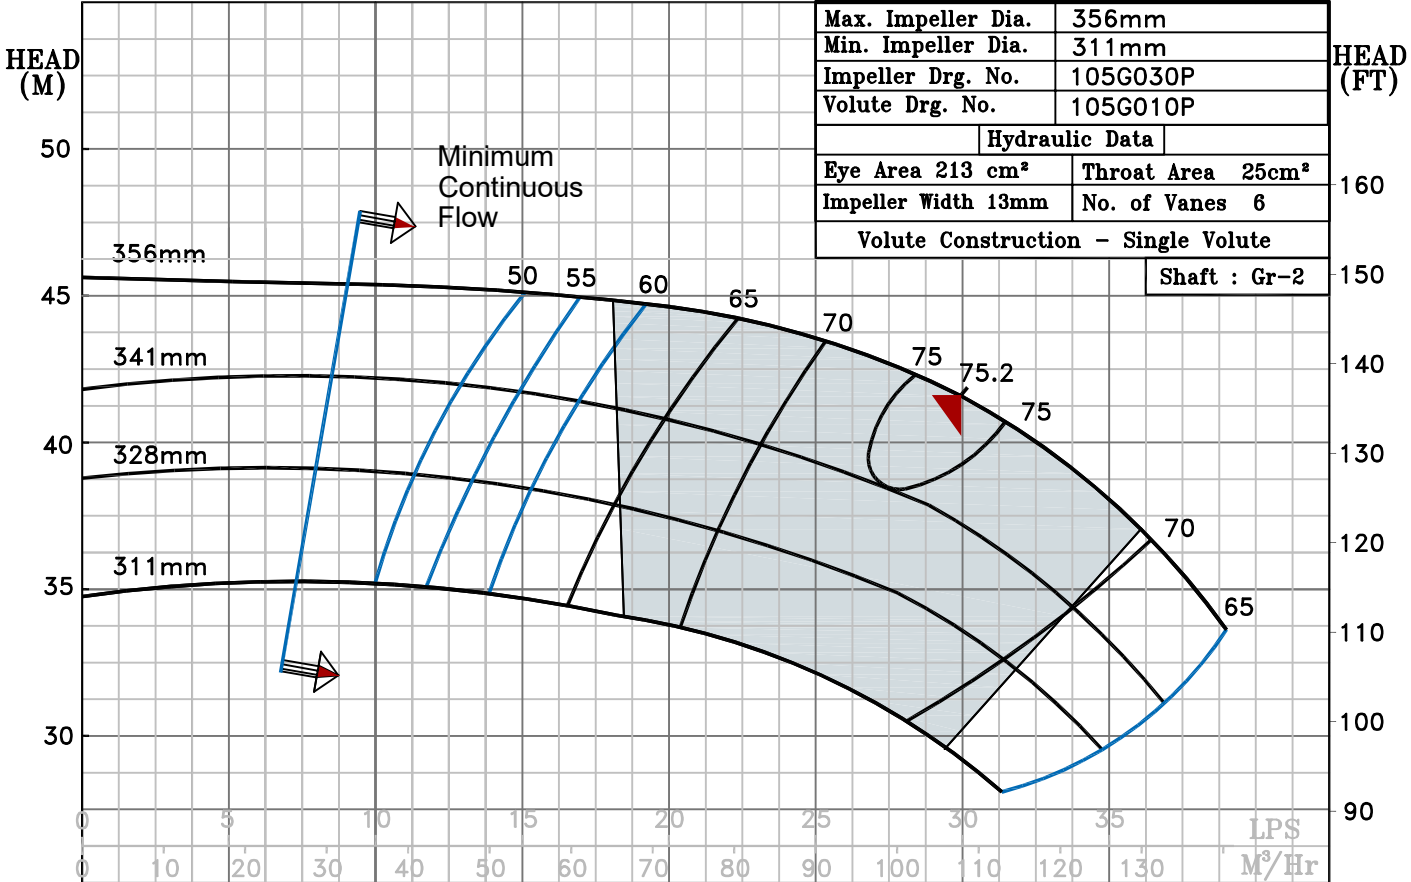 Max. Impeller Dia. 356mm
Min. Impeller Dia. 311mm
Impeller Drg. No. 105G030P
Volute Drg. No. 105G010P
Hydraulic Data
Eye Area 213 cm² Throat Area 25cm²
Impeller Width 13mm No. of Vanes 6
Volute Construction - Single Volute
Shaft : Gr-2
HEAD
(M)
HEAD
(FT)
Minimum
Continuous
Flow
50
45
40
35
30
160
150
140
130
120
110
100
90
356mm
341mm
328mm
311mm
50 55 60 65 70 75 75.2 75 70 65
0 5 10 15 20 25 30 35 LPS
0 10 20 30 40 50 60 70 80 90 100 110 120 130 M³/Hr